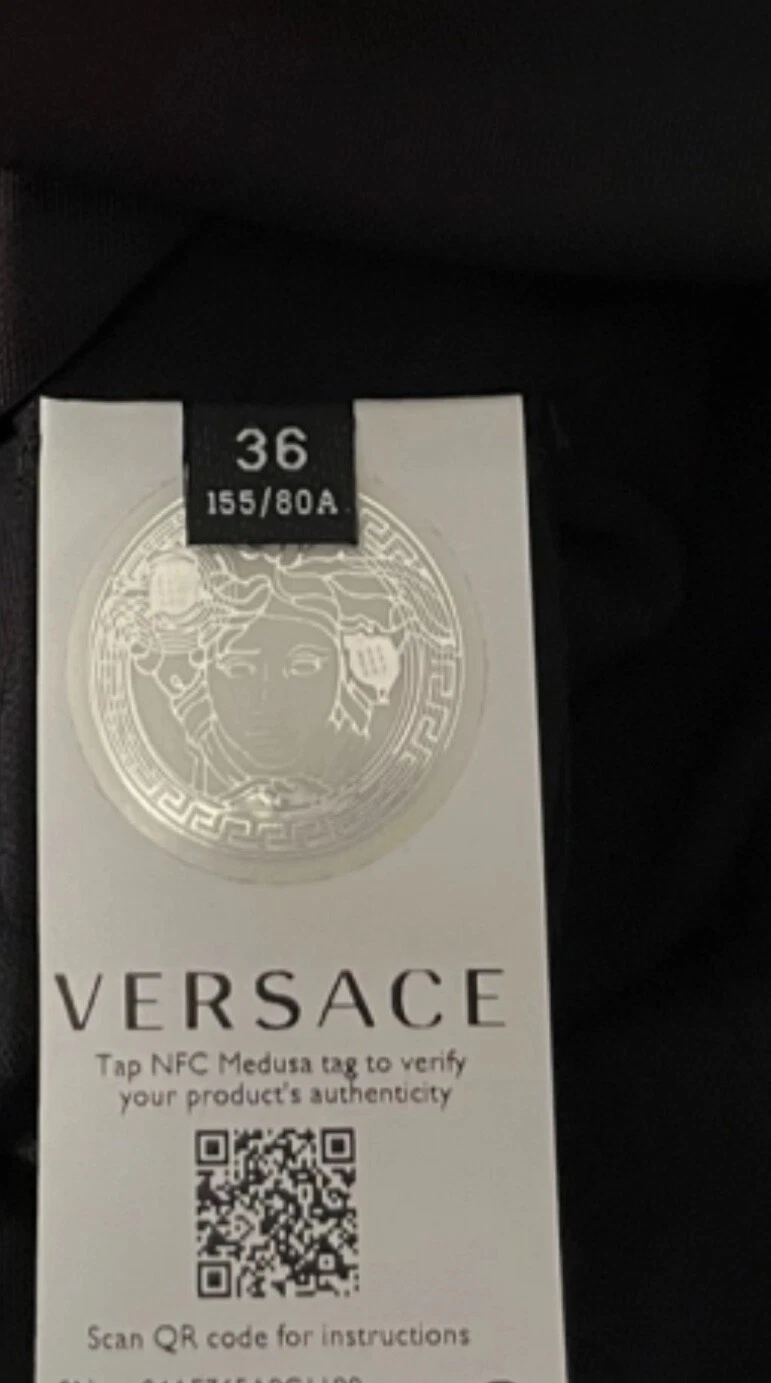 36
155/80A
VERSACE
Tap NFC Medusa tag to verify
your product's authenticity
Scan QR code for instructions